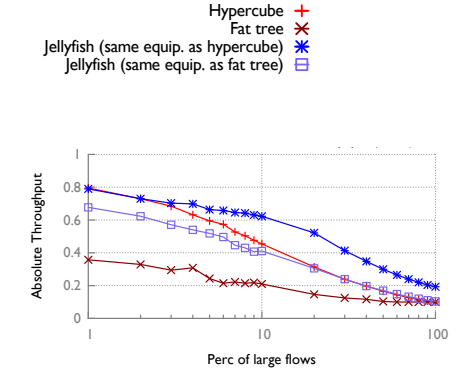 Hypercube
Fat tree
Jellyfish (same equip. as hypercube)
Jellyfish (same equip. as fat tree)
1
0.8
0.6
0.4
0.2
0
Absolute Throughput
1 10 100
Perc of large flows